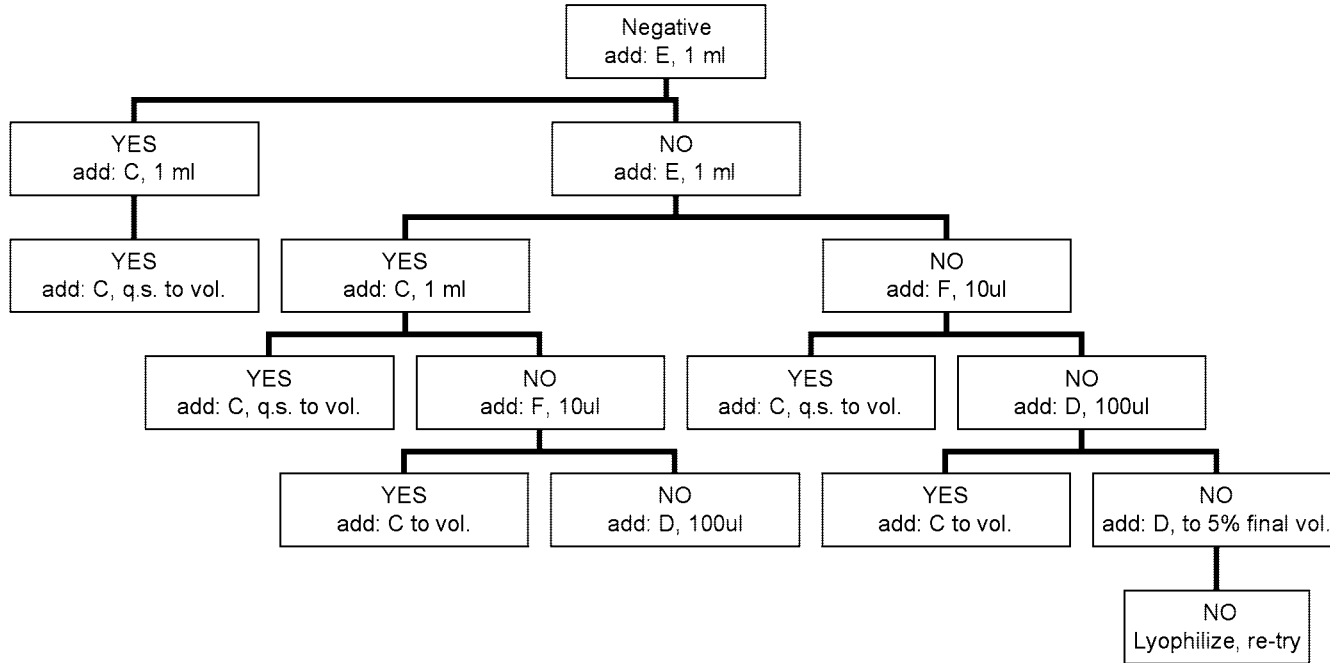 Negative
add: E, 1 ml
YES
add: C, 1 ml
NO
add: E, 1 ml
YES
add: C, q.s. to vol.
YES
add: C, 1 ml
NO
add: F, 10ul
YES
add: C, q.s. to vol.
NO
add: F, 10ul
YES
add: C, q.s. to vol.
NO
add: D, 100ul
YES
add: C to vol.
NO
add: D, 100ul
YES
add: C to vol.
NO
add: D, to 5% final vol.
NO
Lyophilize, re-try